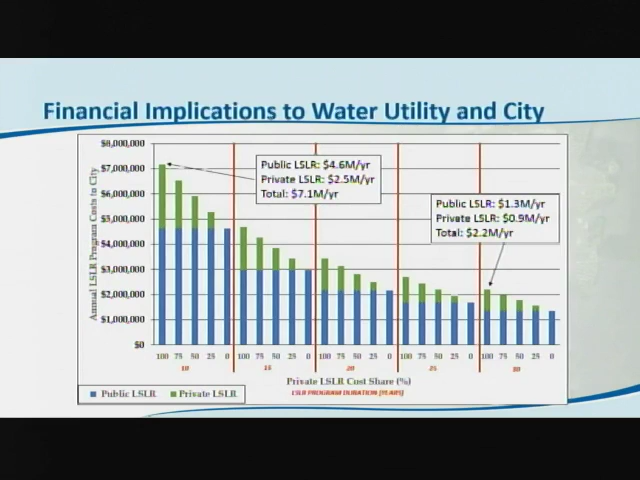 Financial Implications to Water Utility and City
$8,000,000
$7,000,000
$6,000,000
$5,000,000
$4,000,000
$3,000,000
$2,000,000
$1,000,000
$0
Annual LSLR Program Costs to City
Public LSLR: $4.6M/yr
Private LSLR: $2.5M/yr
Total: $7.1M/yr
Public LSLR: $1.3M/yr
Private LSLR: $0.9M/yr
Total: $2.2M/yr
100 75 50 25 0 100 75 50 25 0 100 75 50 25 0 100 75 50 25 0 100 75 50 25 0
10 15 20 25 30
Private LSLR Cost Share (%)
LSLR PROGRAM DURATION (YEARS)
Public LSLR Private LSLR